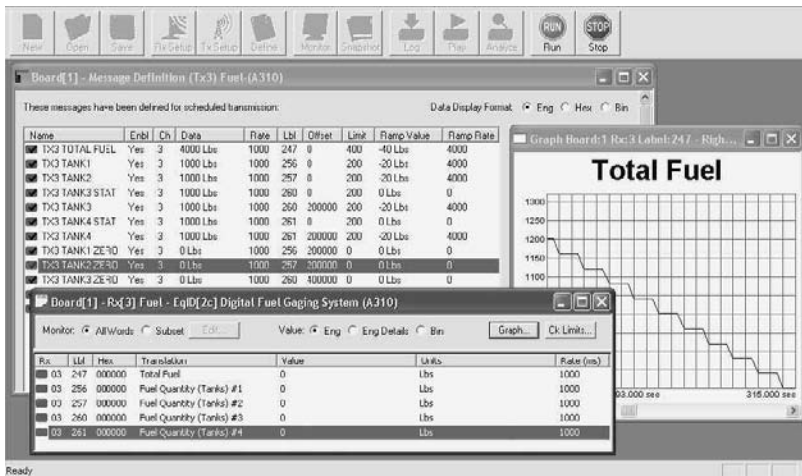 New Open Save Rx Setup Tx Setup Define Monitor Snapshot Log Play Analize Run Stop
RUN STOP
Board[1] - Message Definition (Tx3) Fuel-(A310)
These messages have been defined for scheduled transmission: Data Display Format: Eng Hex Bin
Name Enbl Ch Data Rate Lbl Offset Limit Ramp Value Ramp Rate
TX3 TOTAL FUEL Yes 3 4000 Lbs 1000 247 0 400 -40 Lbs 4000
TX3 TANK1 Yes 3 1000 Lbs 1000 256 0 200 -20 Lbs 4000
TX3 TANK2 Yes 3 1000 Lbs 1000 257 0 200 -20 Lbs 4000
TX3 TANK3 STAT Yes 3 1000 Lbs 1000 260 0 200 0 Lbs 0
TX3 TANK3 Yes 3 1000 Lbs 1000 260 200000 200 -20 Lbs 4000
TX3 TANK4 STAT Yes 3 1000 Lbs 1000 261 0 200 0 Lbs 0
TX3 TANK4 Yes 3 1000 Lbs 1000 261 200000 200 -20 Lbs 4000
TX3 TANK1 ZERO Yes 3 0 Lbs 1000 256 200000 0 0 Lbs 0
TX3 TANK2 ZERO Yes 3 0 Lbs 1000 257 200000 0 0 Lbs 0
TX3 TANK3 ZERO Yes 3 0 Lbs 1000 260 400000 0 0 Lbs 0
Graph Board:1 Rx:3 Label:247 - Righ...
Total Fuel
1300
1250
1200
1150
1100
93.000 sec 315.000 sec
Board[1] - Rx[3] Fuel - EqID[2c] Digital Fuel Gaging System (A310)
Monitor: All Words Subset Edit... Value: Eng Eng Details Bin Graph... Ck Limits...
Rx Lbl Hex Translation Value Units Rate (ms)
03 247 000000 Total Fuel 0 Lbs 1000
03 256 000000 Fuel Quantity (Tanks) #1 0 Lbs 1000
03 257 000000 Fuel Quantity (Tanks) #2 0 Lbs 1000
03 260 000000 Fuel Quantity (Tanks) #3 0 Lbs 1000
03 261 000000 Fuel Quantity (Tanks) #4 0 Lbs 1000
Ready